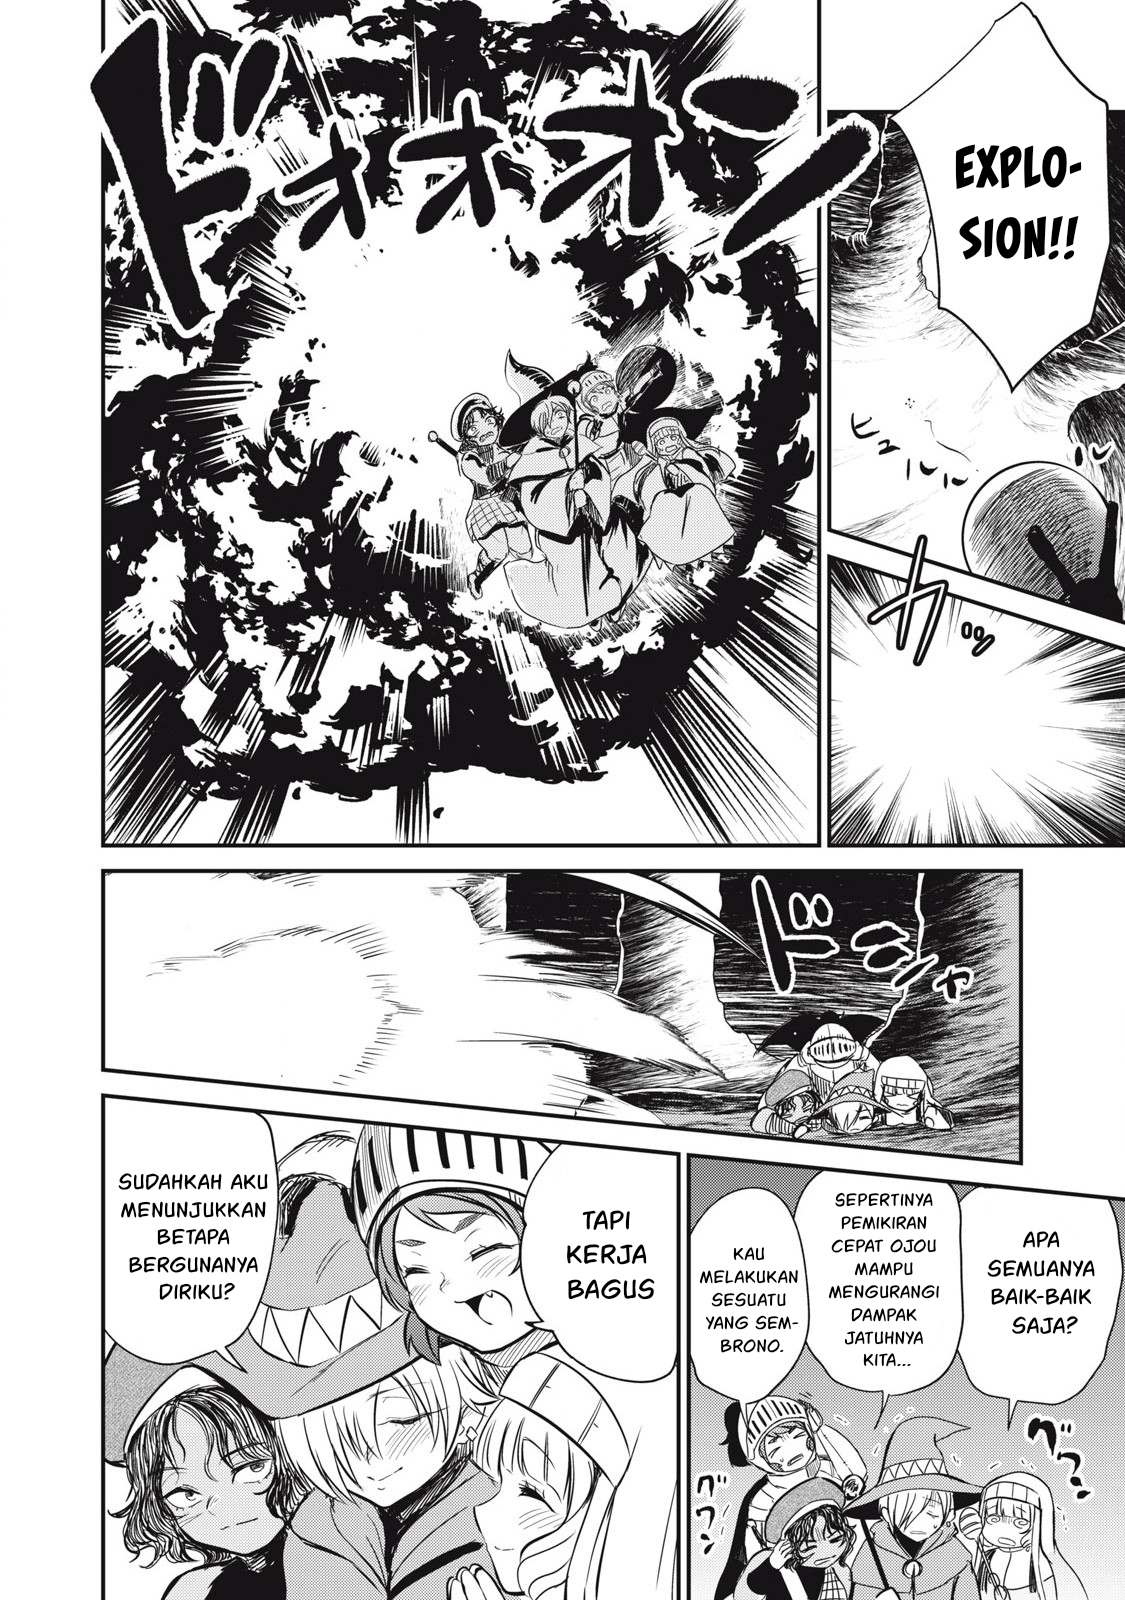 EXPLO-
SION!!
ヒュ
カッ
ドォオオン
ドシャ
APA
SEMUANYA
BAIK-BAIK
SAJA?
SEPERTINYA
PEMIKIRAN
CEPAT OJOU
MAMPU
MENGURANGI
DAMPAK
JATUHNYA
KITA...
KAU
MELAKUKAN
SESUATU
YANG SEM-
BRONO.
TAPI
KERJA
BAGUS
SUDAHKAH AKU
MENUNJUKKAN
BETAPA
BERGUNANYA
DIRIKU?